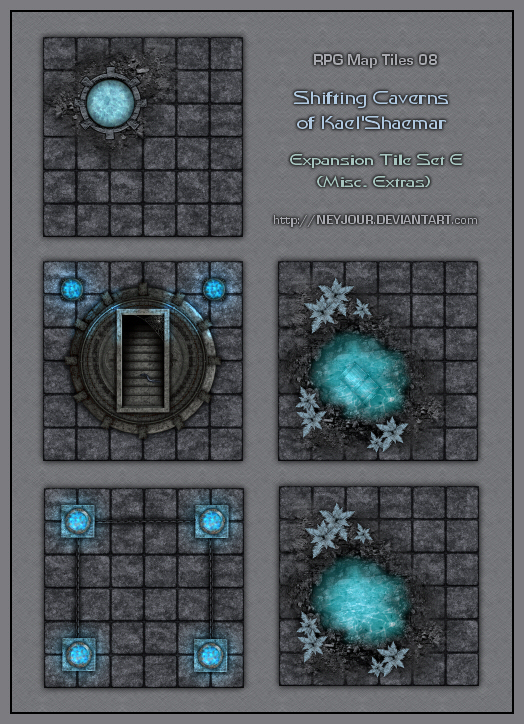 RPG Map Tiles 08
Shifting Caverns
of Kael'Shaemar
Expansion Tile Set E
(Misc. Extras)
http://NEYJOUR.DEVIANTART.com